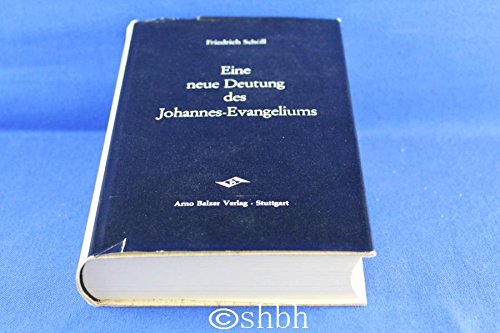 Friedrich Schöll
Eine
neue Deutung
des
Johannes-Evangeliums
Arno Balzer Verlag · Stuttgart
©shbh